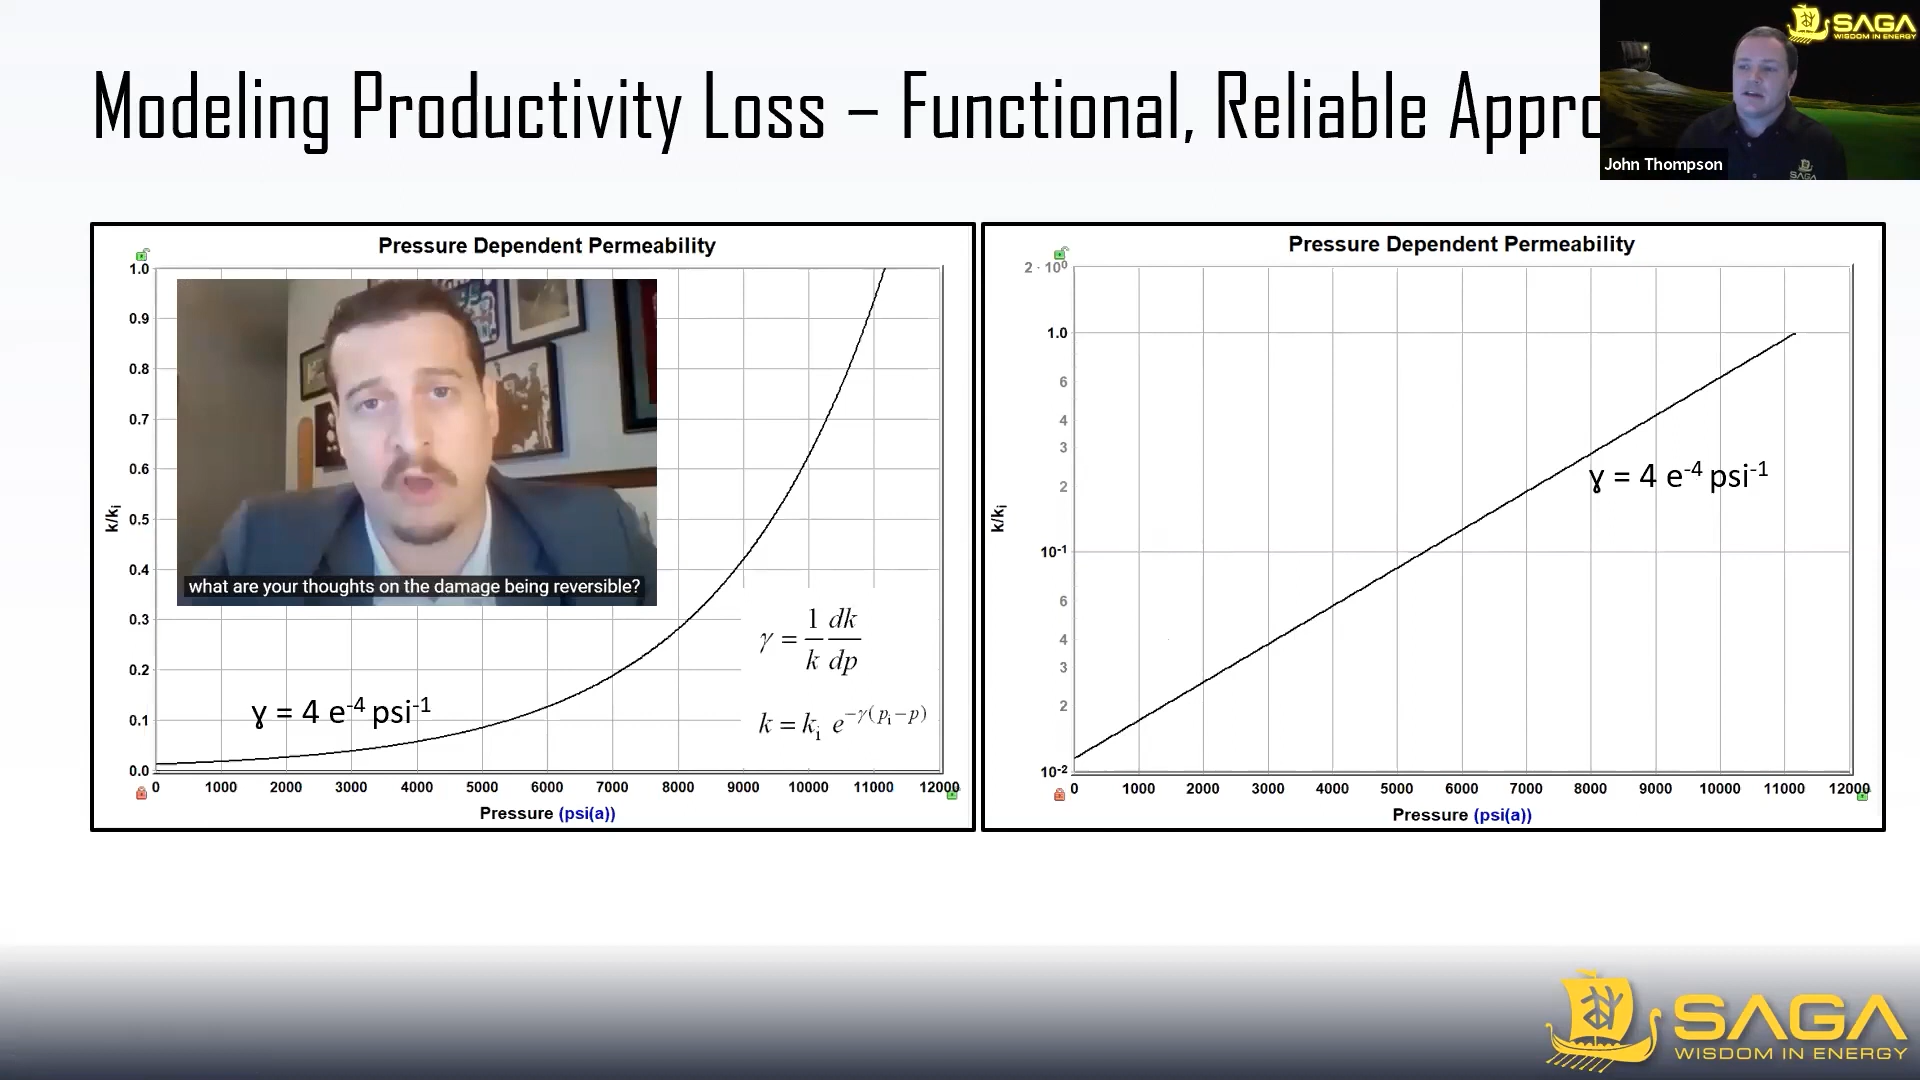 Modeling Productivity Loss – Functional, Reliable Appro
SAGA
WISDOM IN ENERGY
John Thompson
SAGA
Pressure Dependent Permeability
1.0
0.9
0.8
0.7
0.6
0.5
0.4
0.3
0.2
0.1
0.0
k/ki
what are your thoughts on the damage being reversible?
γ = 1/k dk/dp
k = ki e^−γ(pi−p)
ɣ = 4 e-4 psi-1
0 1000 2000 3000 4000 5000 6000 7000 8000 9000 10000 11000 12000
Pressure (psi(a))
Pressure Dependent Permeability
2 · 10^0
1.0
6
4
3
2
10-1
6
4
3
2
10-2
k/ki
ɣ = 4 e-4 psi-1
0 1000 2000 3000 4000 5000 6000 7000 8000 9000 10000 11000 12000
Pressure (psi(a))
SAGA
WISDOM IN ENERGY